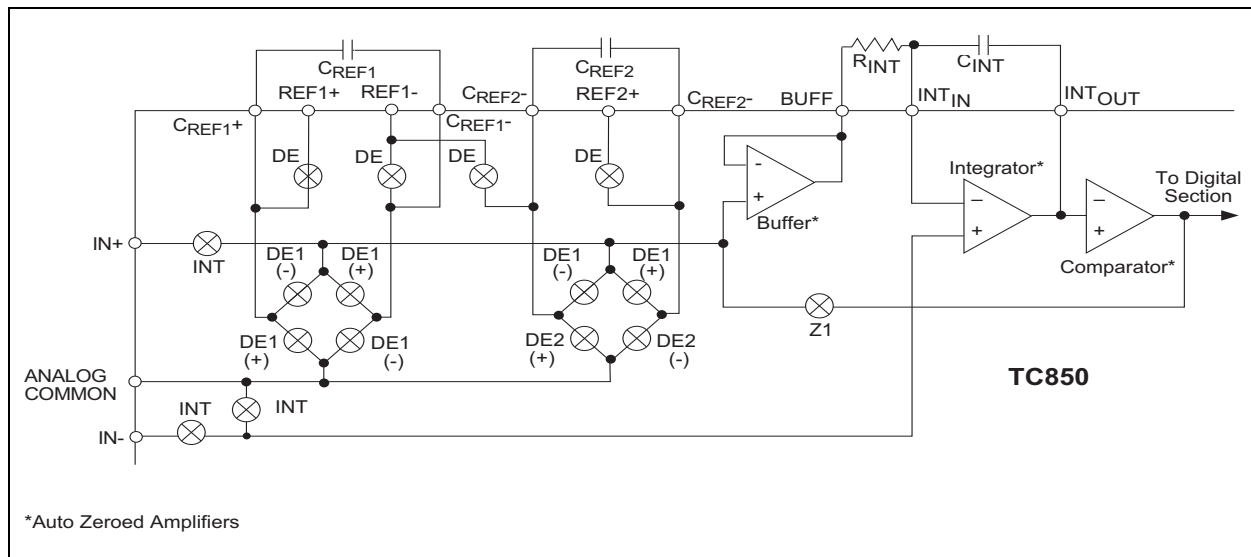 CREF1
CREF2
RINT
CINT
REF1+
REF1-
CREF2-
REF2+
CREF2-
BUFF
INTIN
INTOUT
CREF1+
CREF1-
DE
DE
DE
DE
-
+
Buffer*
Integrator*
–
+
–
+
Comparator*
To Digital
Section
IN+
INT
DE1
(-)
DE1
(+)
DE1
(-)
DE1
(+)
DE1
(+)
DE1
(-)
DE2
(+)
DE2
(-)
Z1
ANALOG
COMMON
TC850
INT
INT
IN-
*Auto Zeroed Amplifiers